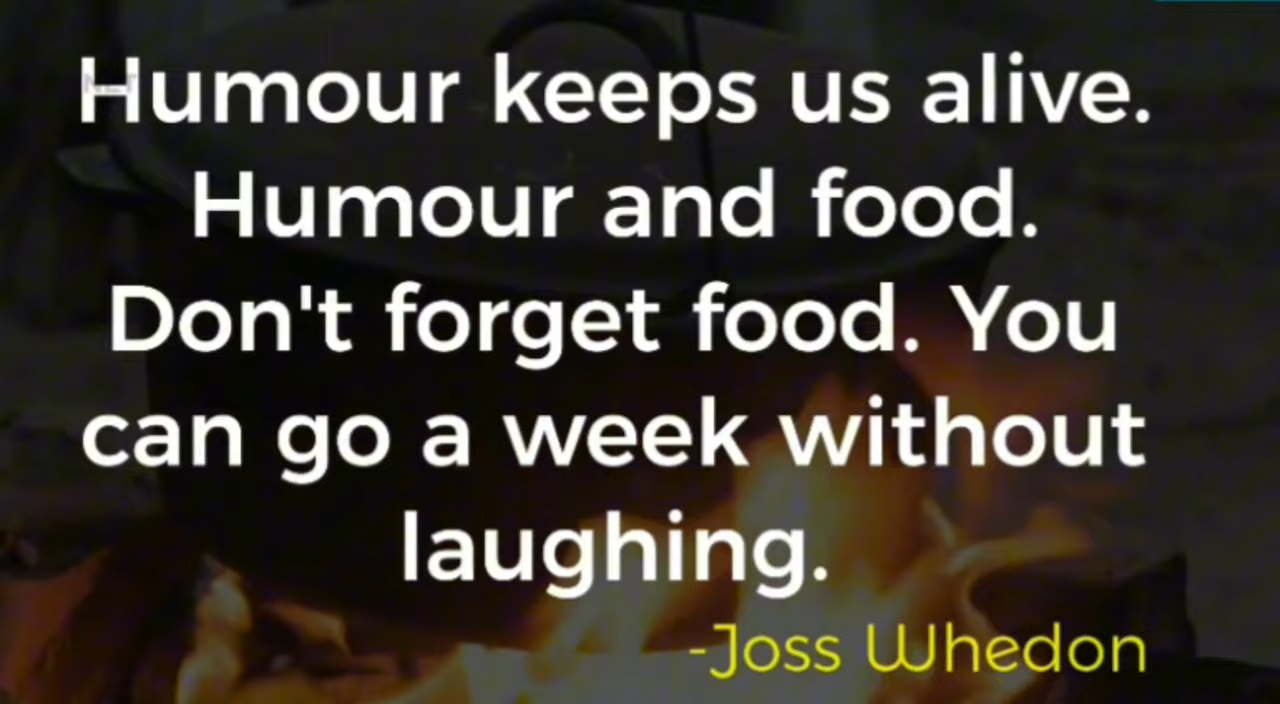 Humour keeps us alive.
Humour and food.
Don't forget food. You
can go a week without
laughing.
-Joss Whedon